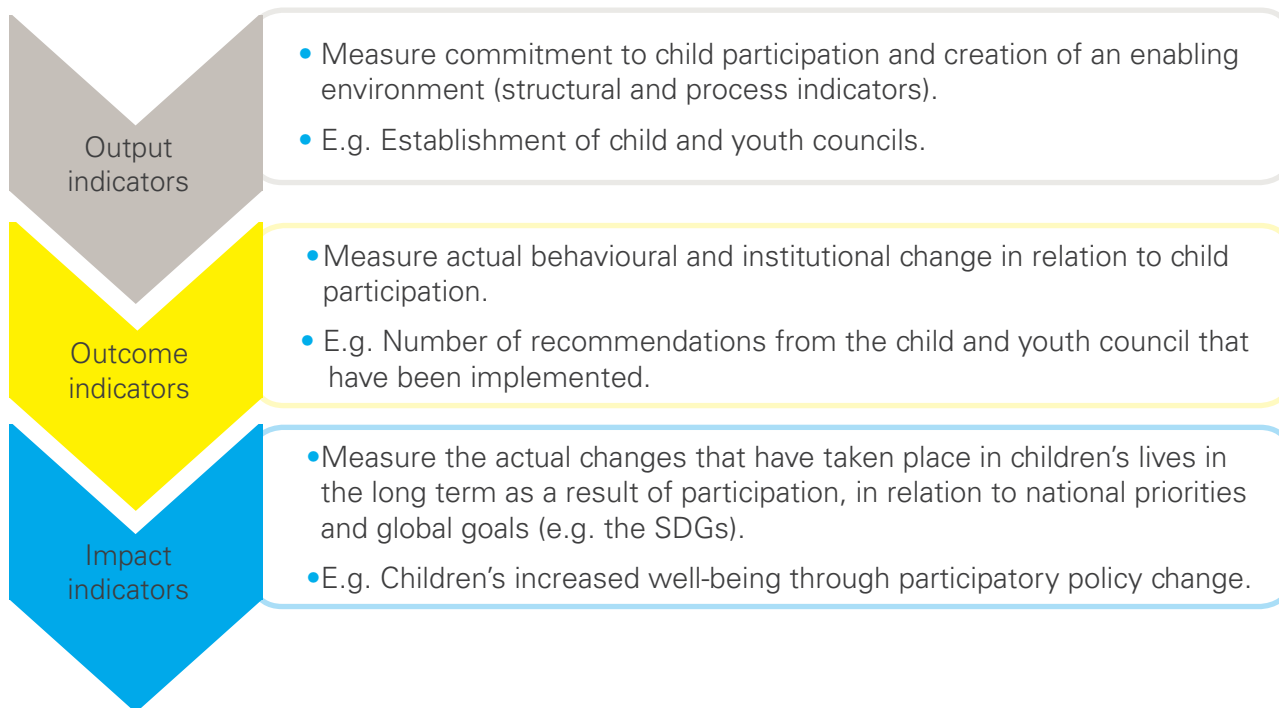 Output
indicators
• Measure commitment to child participation and creation of an enabling
environment (structural and process indicators).
• E.g. Establishment of child and youth councils.
Outcome
indicators
• Measure actual behavioural and institutional change in relation to child
participation.
• E.g. Number of recommendations from the child and youth council that
have been implemented.
Impact
indicators
• Measure the actual changes that have taken place in children’s lives in
the long term as a result of participation, in relation to national priorities
and global goals (e.g. the SDGs).
• E.g. Children’s increased well-being through participatory policy change.